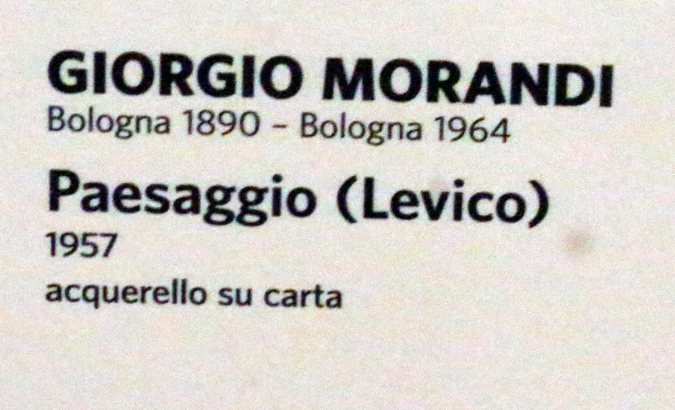 GIORGIO MORANDI
Bologna 1890 – Bologna 1964
Paesaggio (Levico)
1957
acquerello su carta